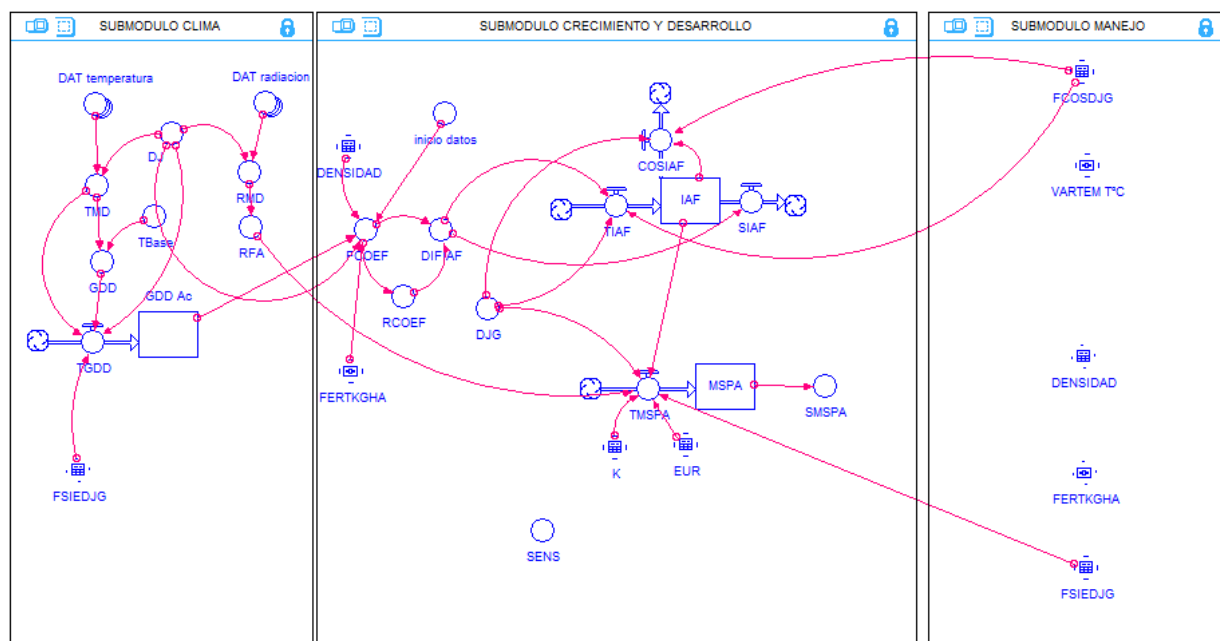 SUBMODULO CLIMA
DAT temperatura
DAT radiacion
DJ
TMD
RMD
TBase
RFA
GDD
GDD Ac
TGDD
FSIEDJG
SUBMODULO CRECIMIENTO Y DESARROLLO
inicio datos
DENSIDAD
COSIAF
IAF
TIAF
SIAF
FCOEF
DIFIAF
RCOEF
DJG
FERTKGHA
MSPA
TMSPA
SMSPA
K
EUR
SENS
SUBMODULO MANEJO
FCOSDJG
VARTEM TºC
DENSIDAD
FERTKGHA
FSIEDJG